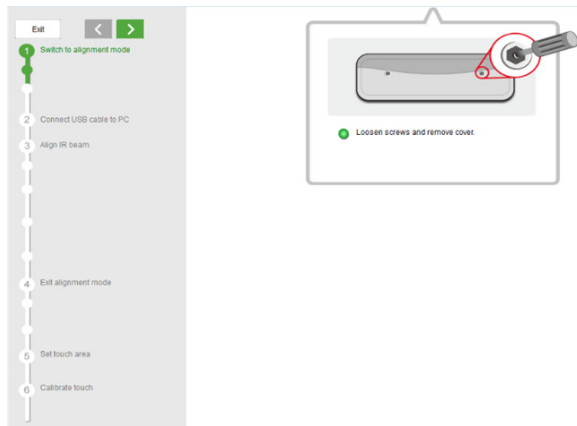 Exit
1 Switch to alignment mode
2 Connect USB cable to PC
3 Align IR beam
4 Exit alignment mode
5 Set touch area
6 Calibrate touch
Loosen screws and remove cover.